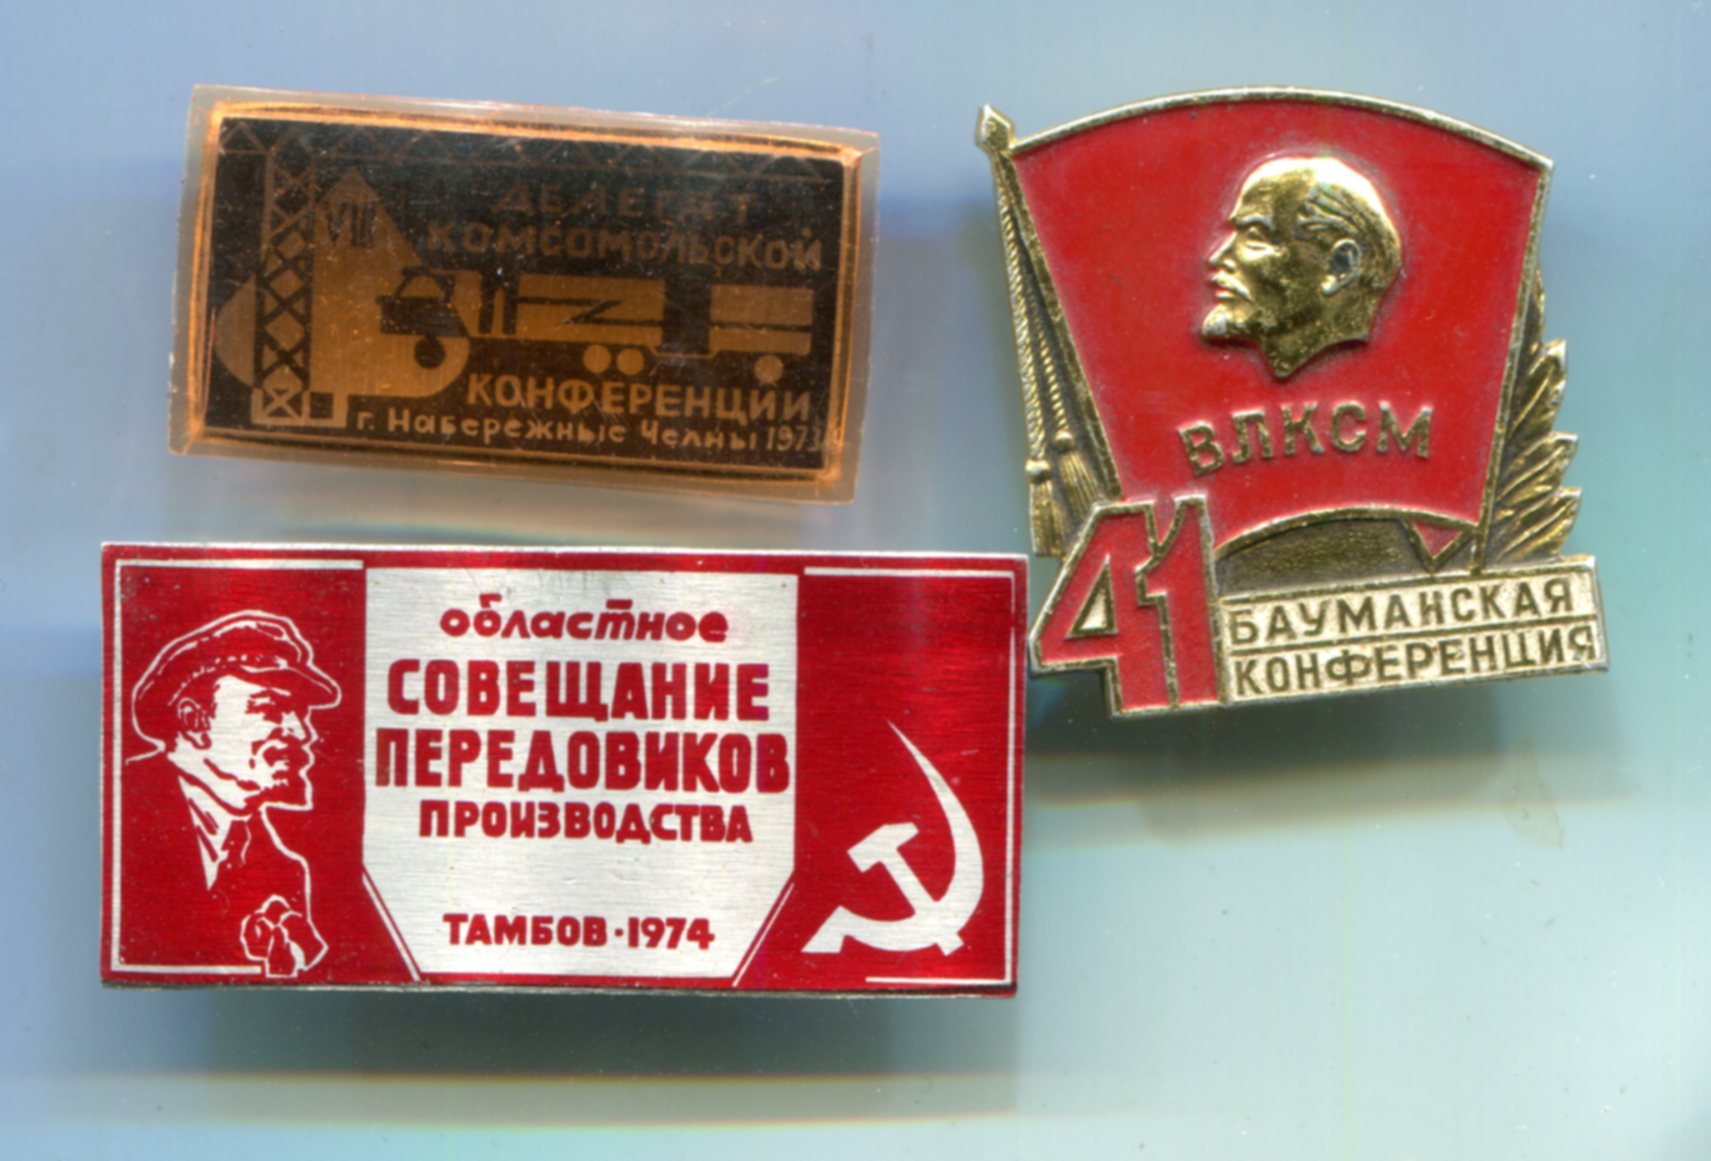 VIII
ДЕЛЕГАТ
КОМСОМОЛЬСКОЙ
КОНФЕРЕНЦИИ
г. Набережные Челны 1973
ВЛКСМ
41
БАУМАНСКАЯ
КОНФЕРЕНЦИЯ
областное
СОВЕЩАНИЕ
ПЕРЕДОВИКОВ
ПРОИЗВОДСТВА
ТАМБОВ·1974